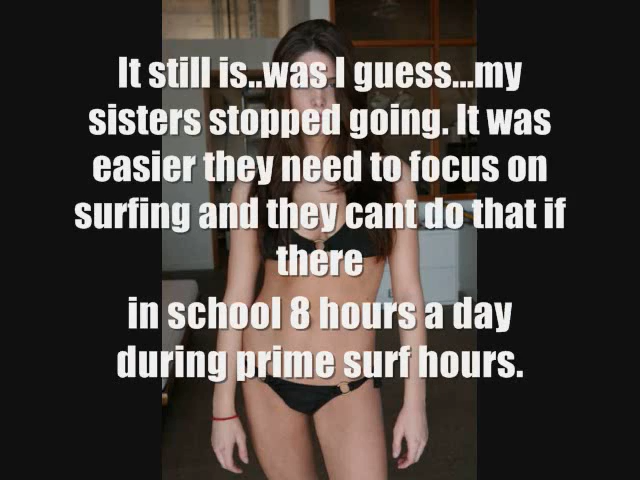 It still is..was I guess...my
sisters stopped going. It was
easier they need to focus on
surfing and they cant do that if
there
in school 8 hours a day
during prime surf hours.